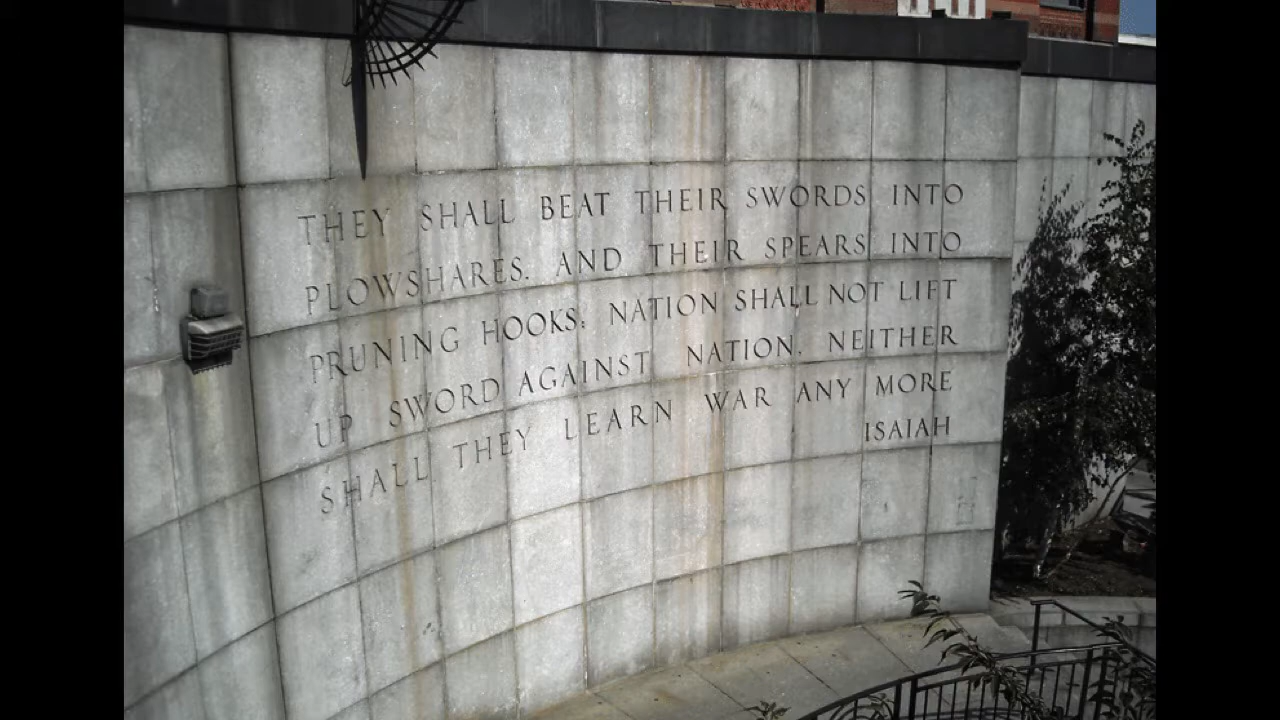 THEY SHALL BEAT THEIR SWORDS INTO
PLOWSHARES. AND THEIR SPEARS INTO
PRUNING HOOKS; NATION SHALL NOT LIFT
UP SWORD AGAINST NATION. NEITHER
SHALL THEY LEARN WAR ANY MORE
ISAIAH